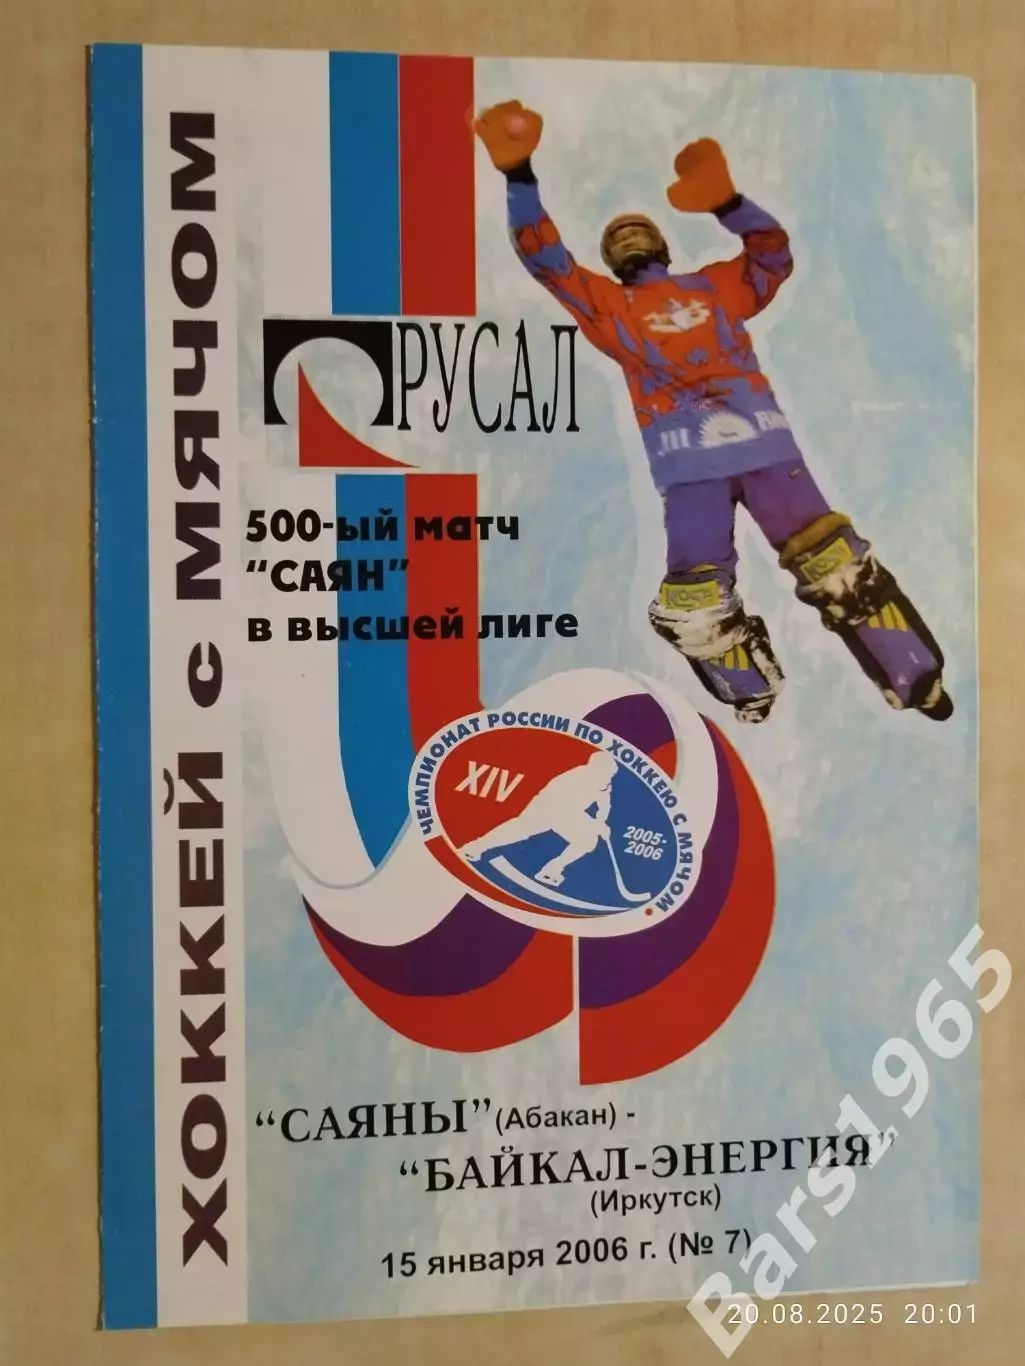 ХОККЕЙ с МЯЧОМ
РУСАЛ
500-ый матч
"САЯН"
в высшей лиге
ЧЕМПИОНАТ РОССИИ ПО ХОККЕЮ С МЯЧОМ
XIV
2005-
2006
"САЯНЫ" (Абакан) -
"БАЙКАЛ-ЭНЕРГИЯ"
(Иркутск)
15 января 2006 г. (№ 7)
Bars1965
20.08.2025 20:01